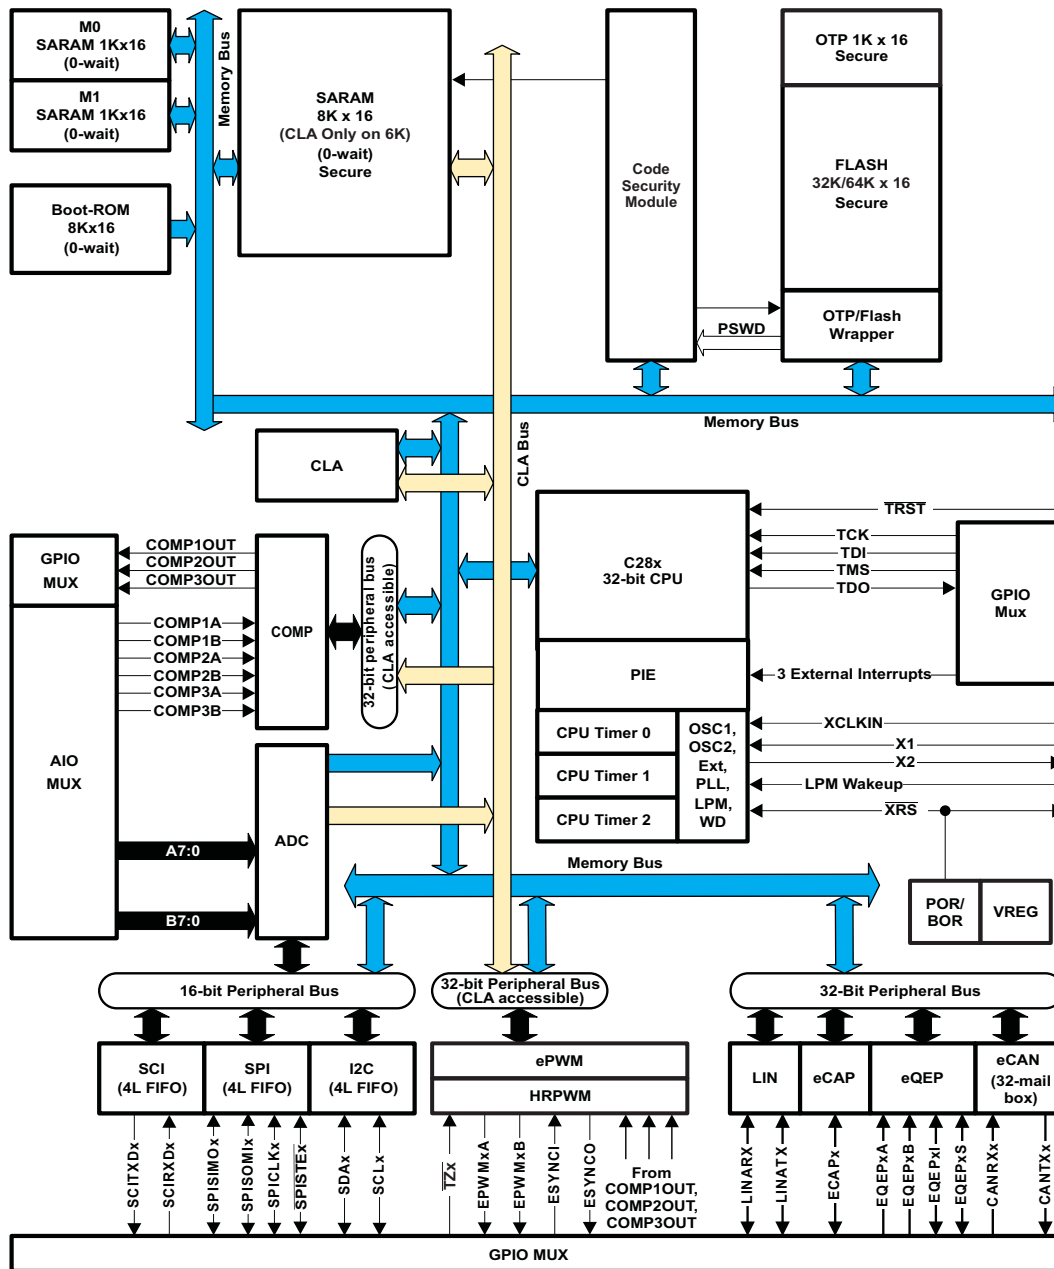 M0
SARAM 1Kx16
(0-wait)
M1
SARAM 1Kx16
(0-wait)
Boot-ROM
8Kx16
(0-wait)
Memory Bus
SARAM
8K x 16
(CLA Only on 6K)
(0-wait)
Secure
Code
Security
Module
OTP 1K x 16
Secure
FLASH
32K/64K x 16
Secure
OTP/Flash
Wrapper
PSWD
Memory Bus
CLA Bus
CLA
GPIO
MUX
COMP1OUT
COMP2OUT
COMP3OUT
COMP
COMP1A
COMP1B
COMP2A
COMP2B
COMP3A
COMP3B
32-bit peripheral bus
(CLA accessible)
AIO
MUX
A7:0
B7:0
ADC
C28x
32-bit CPU
PIE
CPU Timer 0
CPU Timer 1
CPU Timer 2
OSC1,
OSC2,
Ext,
PLL,
LPM,
WD
TRST
TCK
TDI
TMS
TDO
GPIO
Mux
3 External Interrupts
XCLKIN
X1
X2
LPM Wakeup
XRS
POR/
BOR
VREG
Memory Bus
16-bit Peripheral Bus
32-bit Peripheral Bus
(CLA accessible)
32-Bit Peripheral Bus
SCI
(4L FIFO)
SPI
(4L FIFO)
I2C
(4L FIFO)
ePWM
HRPWM
LIN
eCAP
eQEP
eCAN
(32-mail
box)
SCITXDx
SCIRXDx
SPISIMOx
SPISOMIx
SPICLKx
SPISTEx
SDAx
SCLx
TZx
EPWMxA
EPWMxB
ESYNCI
ESYNCO
From
COMP1OUT,
COMP2OUT,
COMP3OUT
LINARX
LINATX
ECAPx
EQEPxA
EQEPxB
EQEPxI
EQEPxS
CANRXx
CANTXx
GPIO MUX